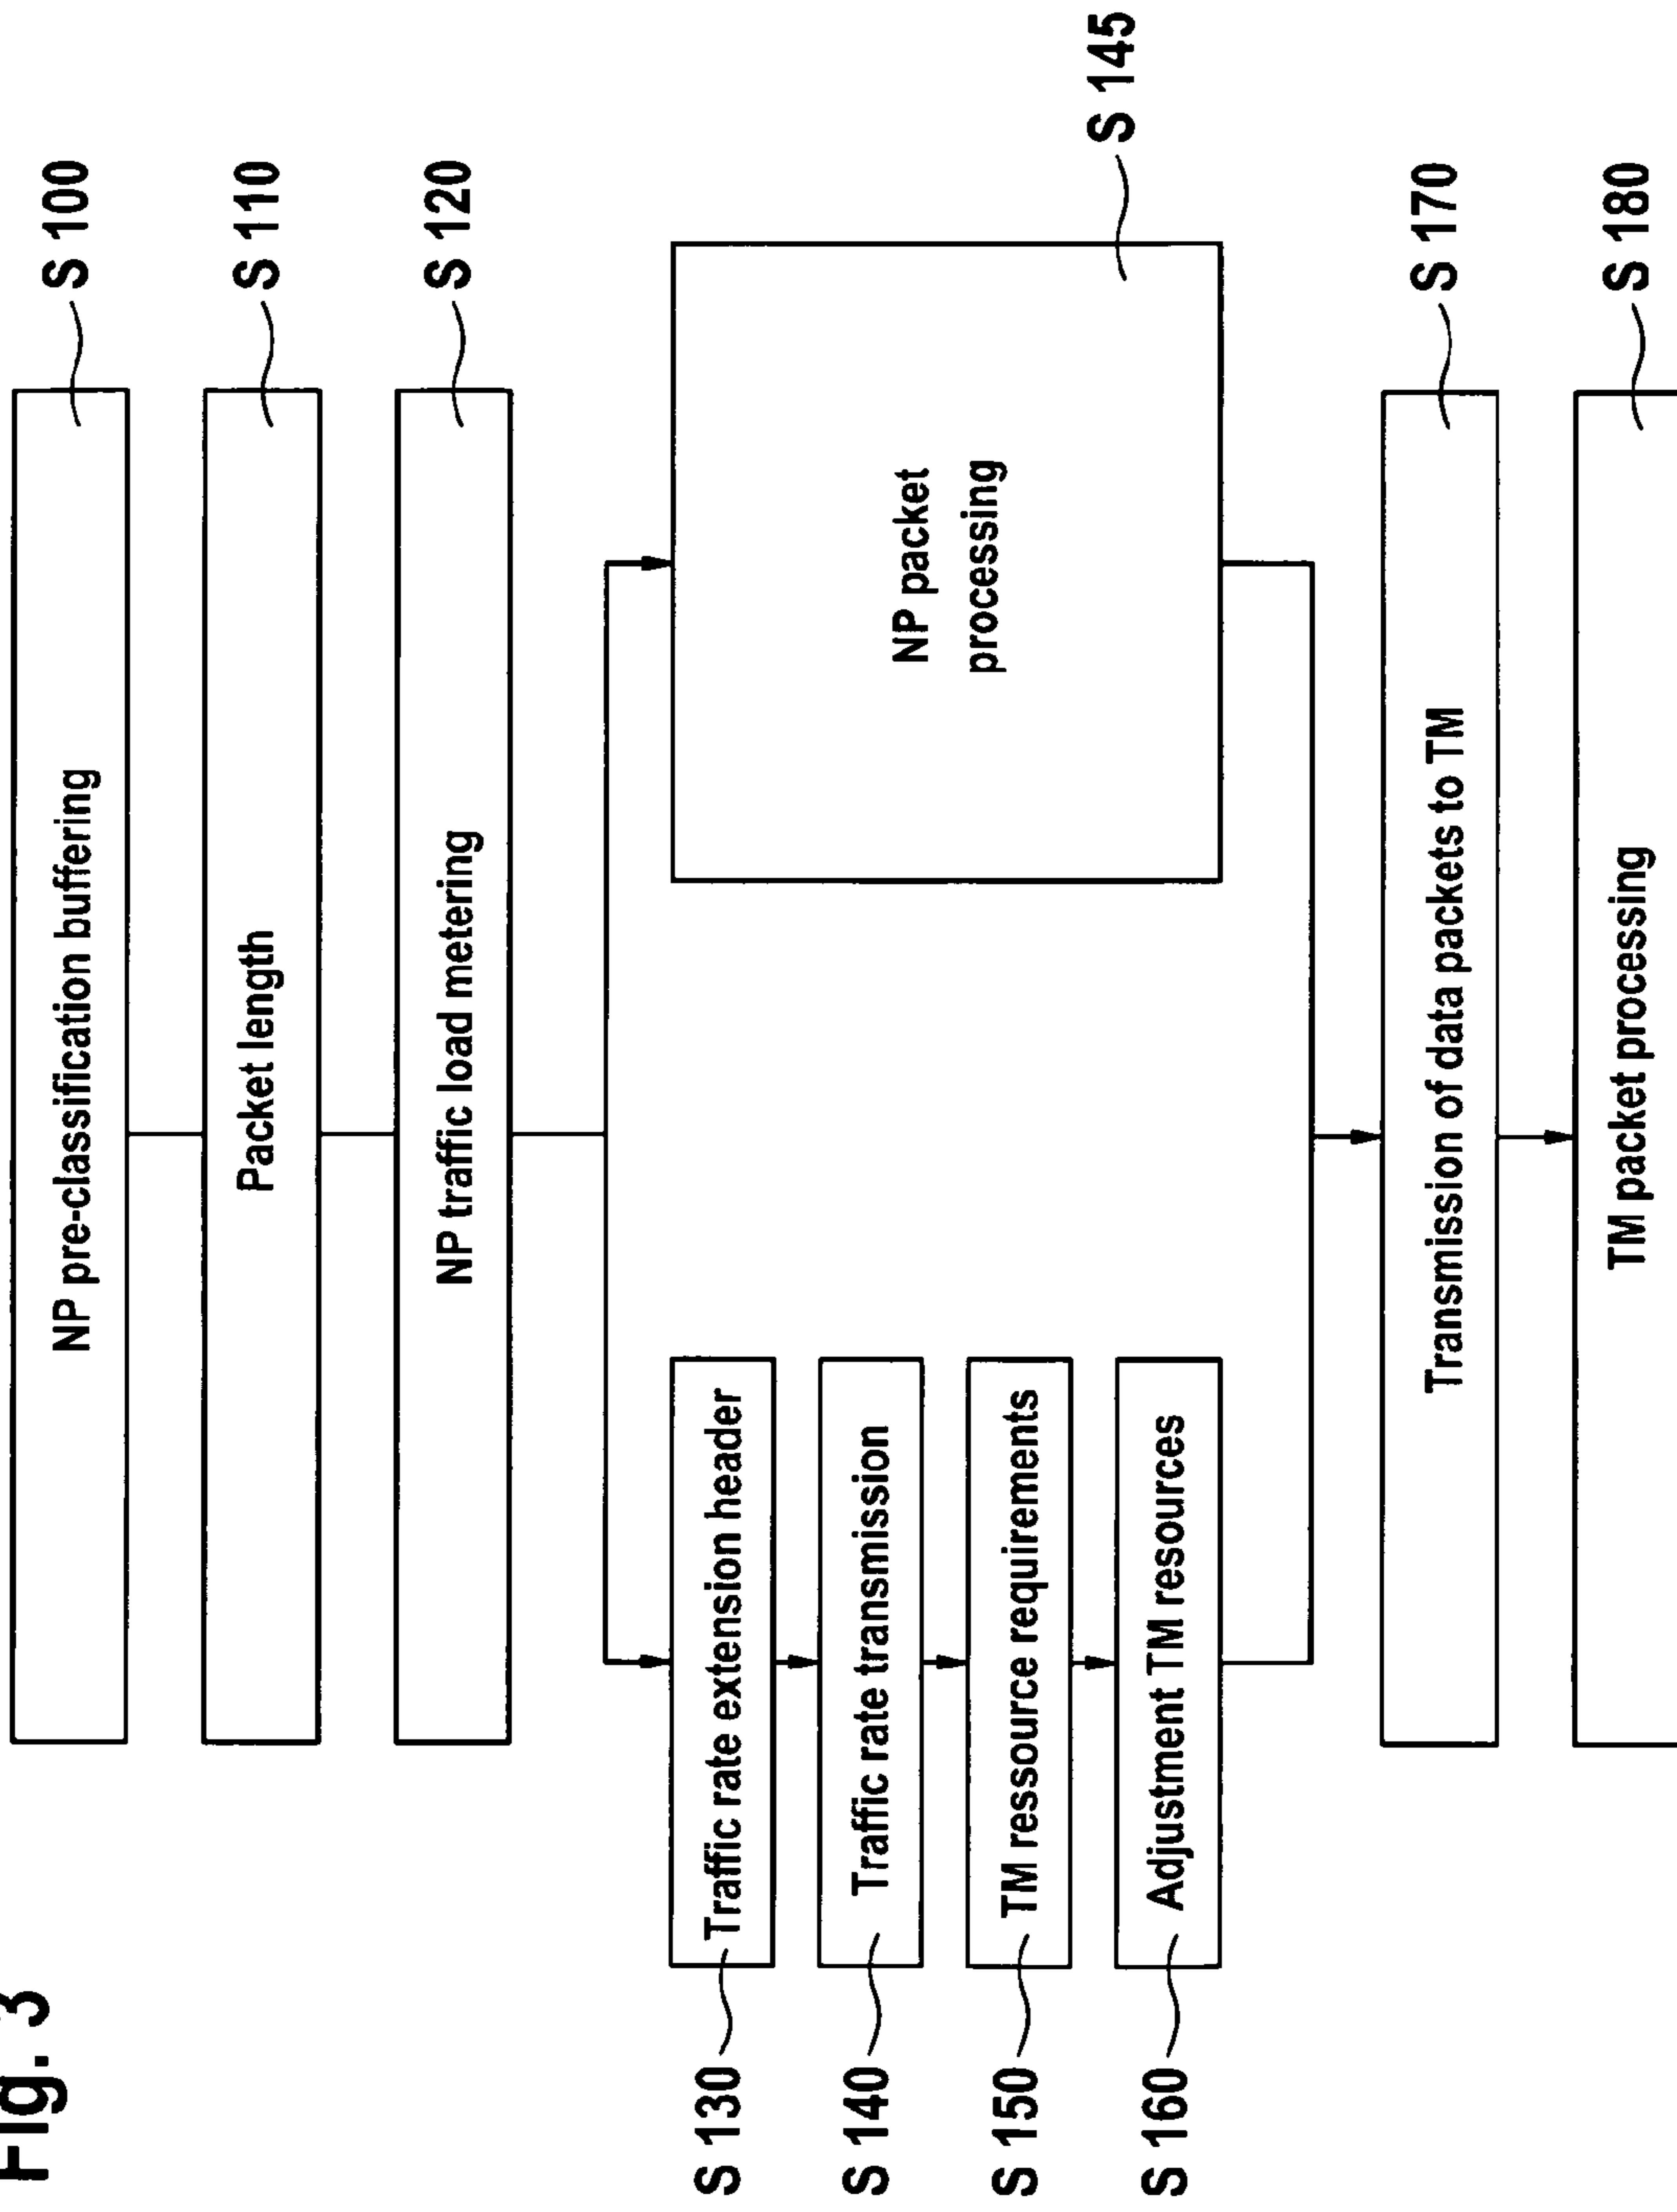 Fig. 3
NP pre-classification buffering
S 100
Packet length
S 110
NP traffic load metering
S 120
S 130
Traffic rate extension header
S 140
Traffic rate transmission
S 150
TM ressource requirements
S 160
Adjustment TM resources
NP packet
processing
S 145
Transmission of data packets to TM
S 170
TM packet processing
S 180